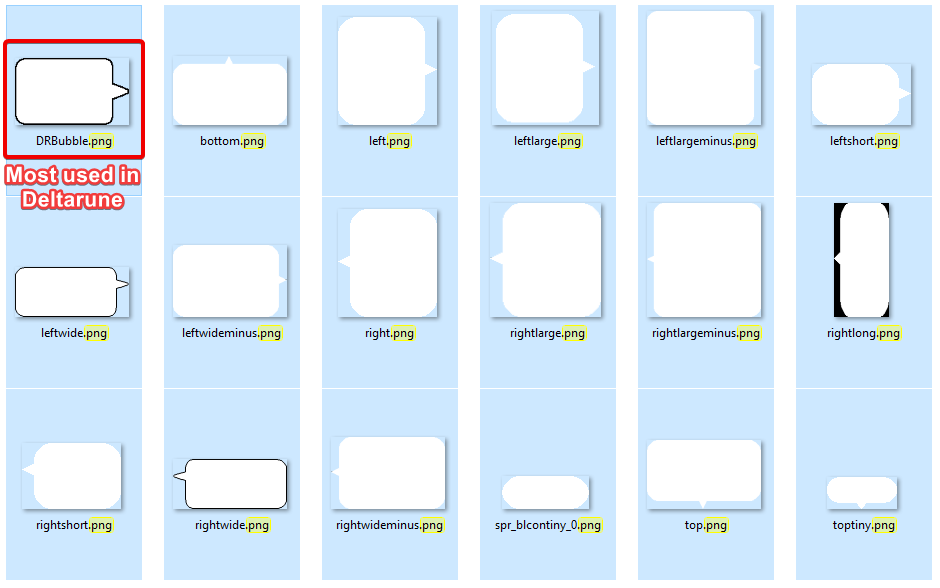 DRBubble.png
bottom.png
left.png
leftlarge.png
leftlargeminus.png
leftshort.png
Most used in
Deltarune
leftwide.png
leftwideminus.png
right.png
rightlarge.png
rightlargeminus.png
rightlong.png
rightshort.png
rightwide.png
rightwideminus.png
spr_blcontiny_0.png
top.png
toptiny.png